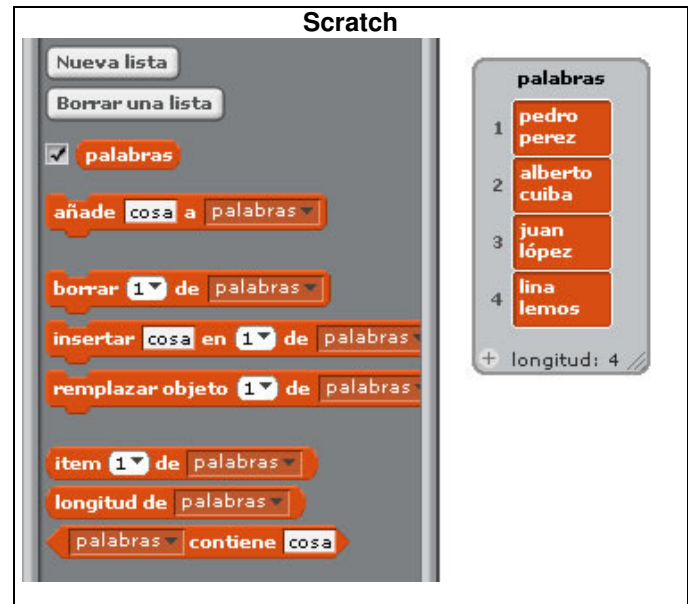 Scratch
Nueva lista
Borrar una lista
palabras
añade cosa a palabras
borrar 1 de palabras
insertar cosa en 1 de palabras
remplazar objeto 1 de palabras
item 1 de palabras
longitud de palabras
palabras contiene cosa
palabras
1 pedro
perez
2 alberto
cuiba
3 juan
lópez
4 lina
lemos
+ longitud: 4